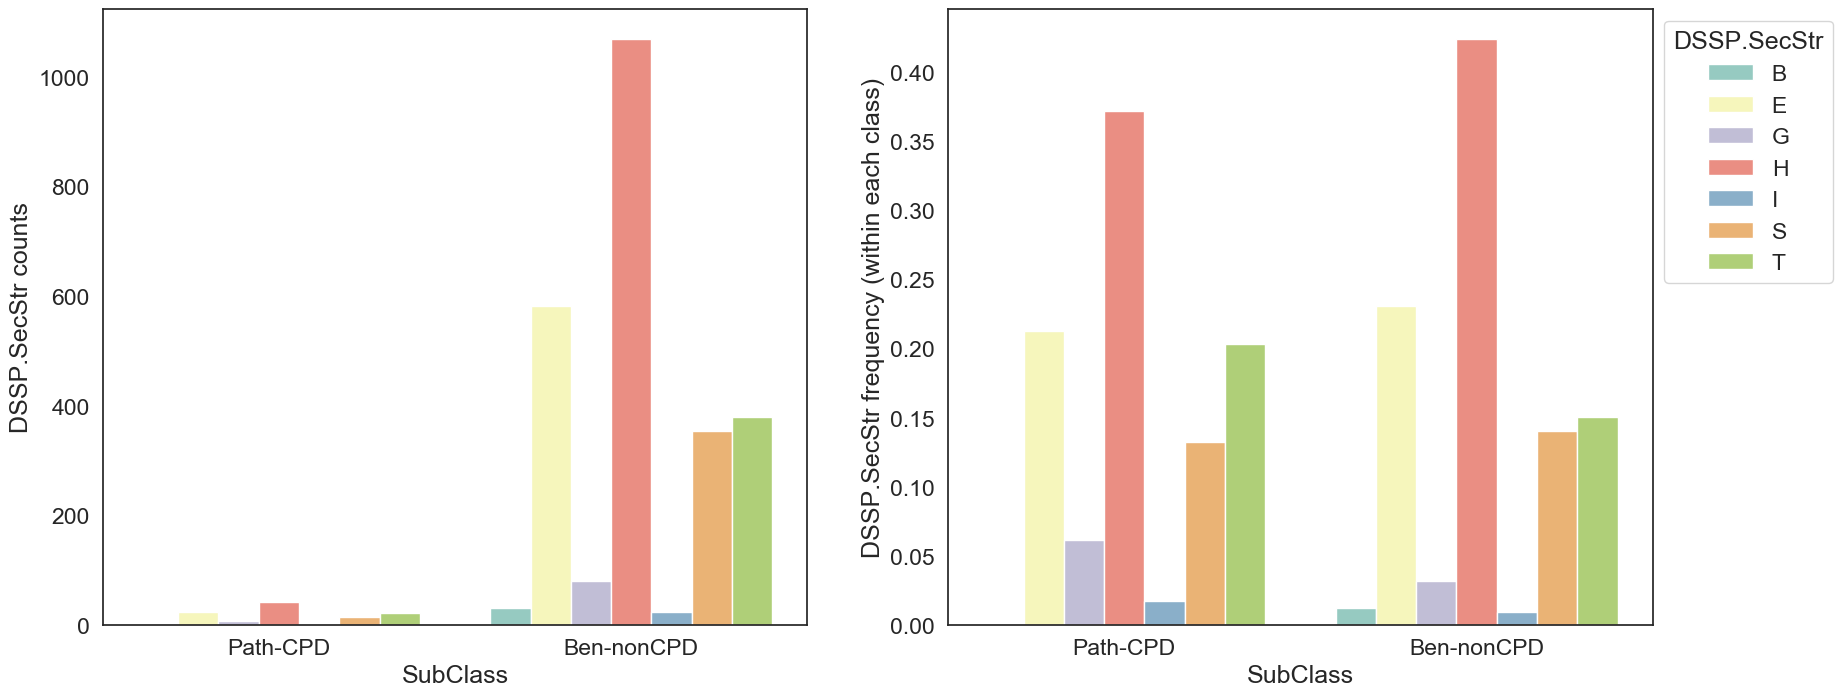 DSSP.SecStr counts
1000
800
600
400
200
0
Path-CPD
Ben-nonCPD
SubClass
DSSP.SecStr frequency (within each class)
0.40
0.35
0.30
0.25
0.20
0.15
0.10
0.05
0.00
Path-CPD
Ben-nonCPD
SubClass
DSSP.SecStr
B
E
G
H
I
S
T